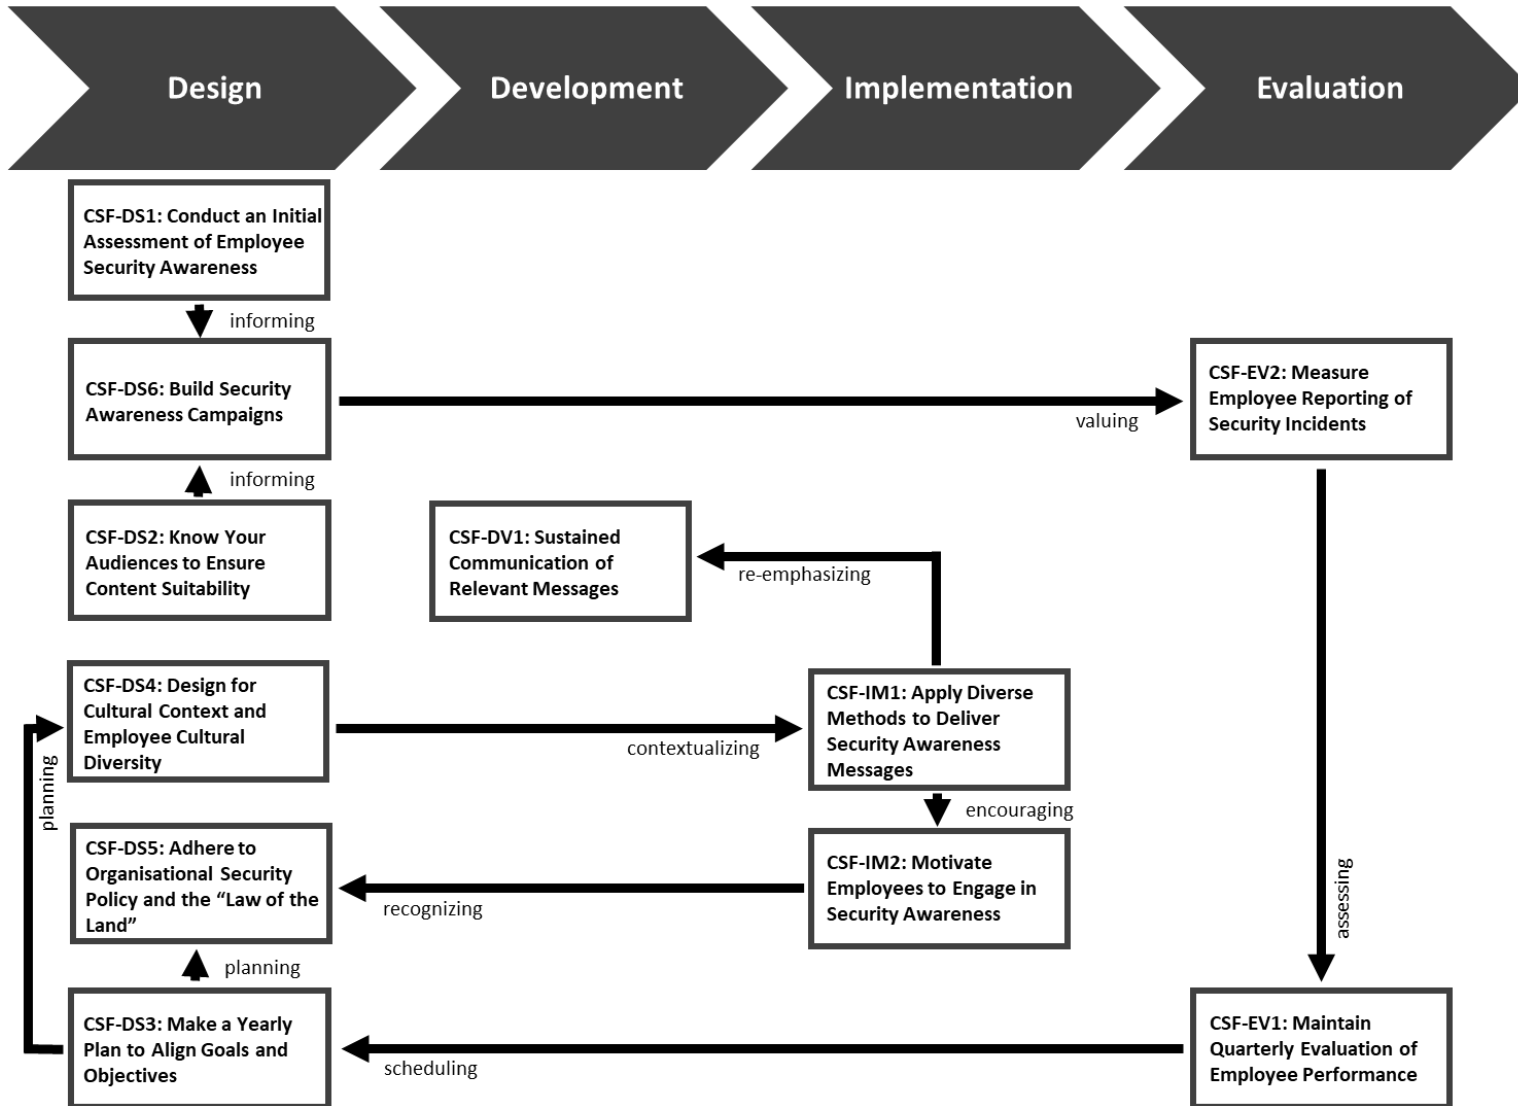 Design
Development
Implementation
Evaluation
CSF-DS1: Conduct an Initial
Assessment of Employee
Security Awareness
informing
CSF-DS6: Build Security
Awareness Campaigns
valuing
CSF-EV2: Measure
Employee Reporting of
Security Incidents
informing
CSF-DS2: Know Your
Audiences to Ensure
Content Suitability
CSF-DV1: Sustained
Communication of
Relevant Messages
re-emphasizing
CSF-DS4: Design for
Cultural Context and
Employee Cultural
Diversity
contextualizing
CSF-IM1: Apply Diverse
Methods to Deliver
Security Awareness
Messages
planning
encouraging
CSF-DS5: Adhere to
Organisational Security
Policy and the “Law of the
Land”
recognizing
CSF-IM2: Motivate
Employees to Engage in
Security Awareness
assessing
planning
CSF-DS3: Make a Yearly
Plan to Align Goals and
Objectives
scheduling
CSF-EV1: Maintain
Quarterly Evaluation of
Employee Performance